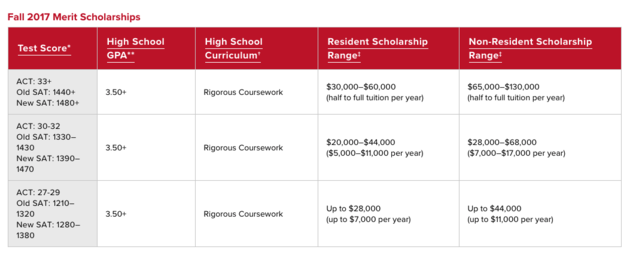 Fall 2017 Merit Scholarships
Test Score*
High School
GPA**
High School
Curriculum†
Resident Scholarship
Range‡
Non-Resident Scholarship
Range‡
ACT: 33+
Old SAT: 1440+
New SAT: 1480+
3.50+
Rigorous Coursework
$30,000–$60,000
(half to full tuition per year)
$65,000–$130,000
(half to full tuition per year)
ACT: 30-32
Old SAT: 1330–
1430
New SAT: 1390–
1470
3.50+
Rigorous Coursework
$20,000–$44,000
($5,000–$11,000 per year)
$28,000–$68,000
($7,000–$17,000 per year)
ACT: 27-29
Old SAT: 1210–
1320
New SAT: 1280–
1380
3.50+
Rigorous Coursework
Up to $28,000
(up to $7,000 per year)
Up to $44,000
(up to $11,000 per year)